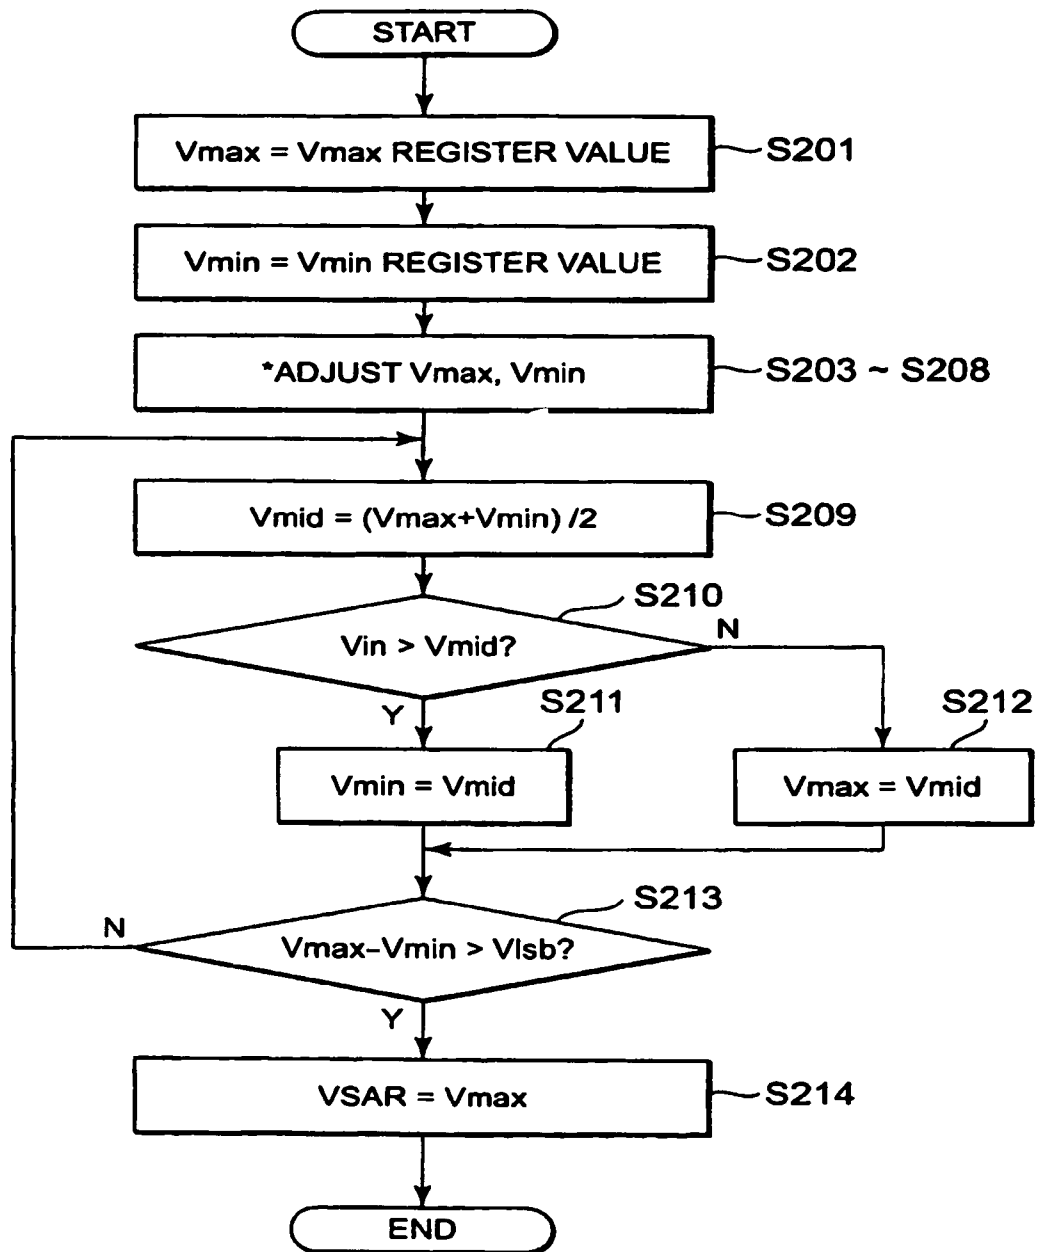 START
Vmax = Vmax REGISTER VALUE
S201
Vmin = Vmin REGISTER VALUE
S202
*ADJUST Vmax, Vmin
S203 ~ S208
Vmid = (Vmax+Vmin) /2
S209
S210
Vin > Vmid?
N
Y
S211
S212
Vmin = Vmid
Vmax = Vmid
S213
N
Vmax–Vmin > Vlsb?
Y
VSAR = Vmax
S214
END